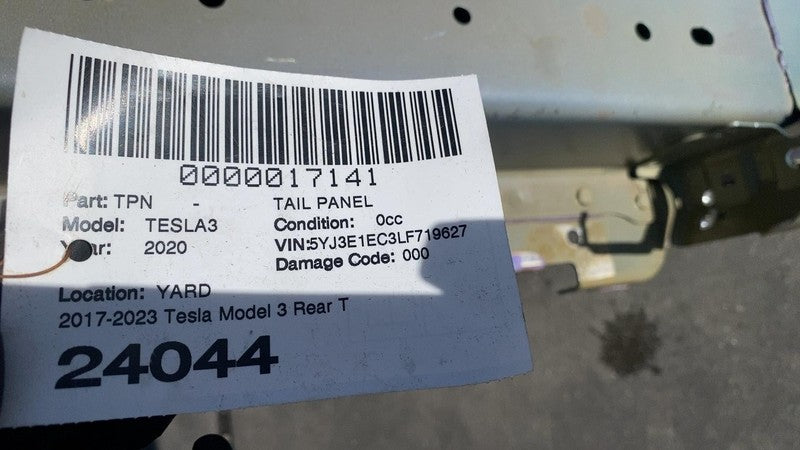 0000017141
Part: TPN - TAIL PANEL
Model: TESLA3 Condition: 0cc
Year: 2020 VIN:5YJ3E1EC3LF719627
Damage Code: 000
Location: YARD
2017-2023 Tesla Model 3 Rear T
24044